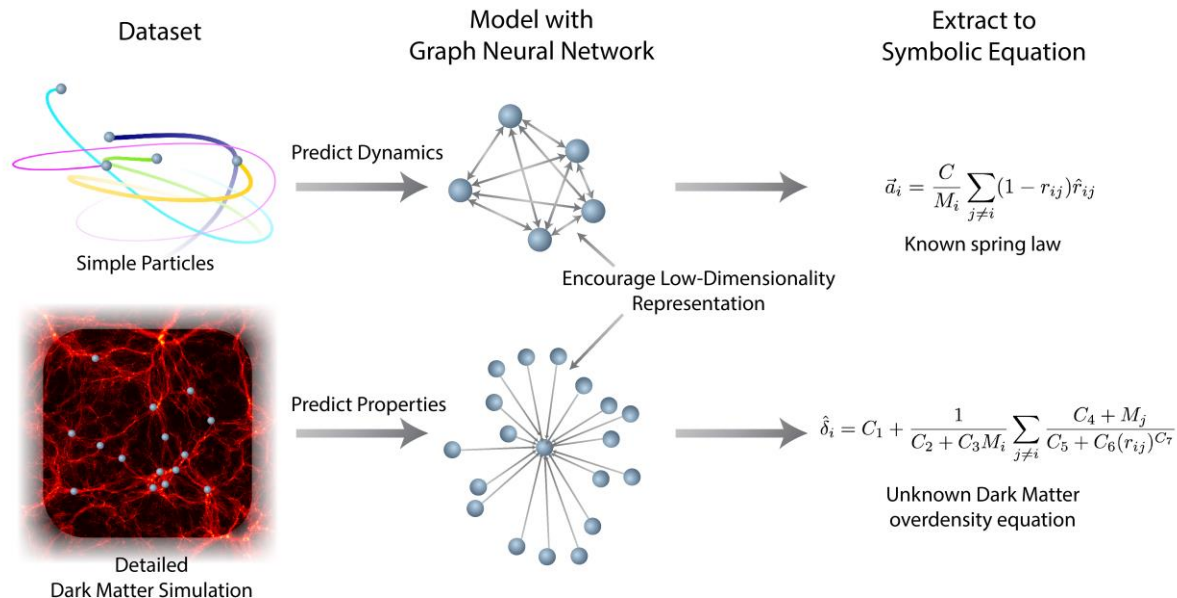 Dataset
Model with
Graph Neural Network
Extract to
Symbolic Equation
Simple Particles
Predict Dynamics
$\vec{a}_i = \frac{C}{M_i} \sum_{j \neq i} (1 - r_{ij}) \hat{r}_{ij}$
Known spring law
Encourage Low-Dimensionality
Representation
Detailed
Dark Matter Simulation
Predict Properties
$\hat{\delta}_i = C_1 + \frac{1}{C_2 + C_3 M_i} \sum_{j \neq i} \frac{C_4 + M_j}{C_5 + C_6 (r_{ij})^{C_7}}$
Unknown Dark Matter
overdensity equation